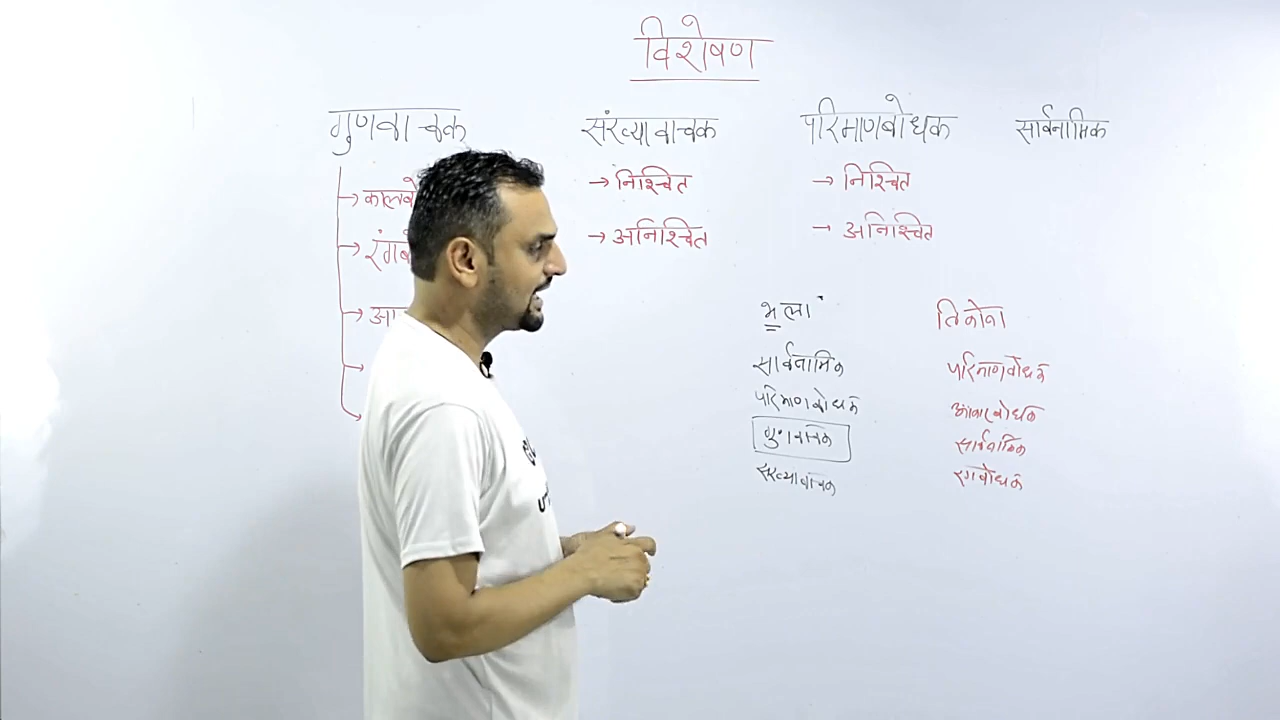 विशेषण
गुणवाचक संख्यावाचक परिमाणबोधक सार्वनामिक
→ निश्चित → निश्चित
→ अनिश्चित → अनिश्चित
भला
सार्वनामिक
परिमाणबोधक
गुणवाचक
संख्यावाचक
तिकोना
परिमाणबोधक
आकारबोधक
सार्वनामिक
रंगबोधक